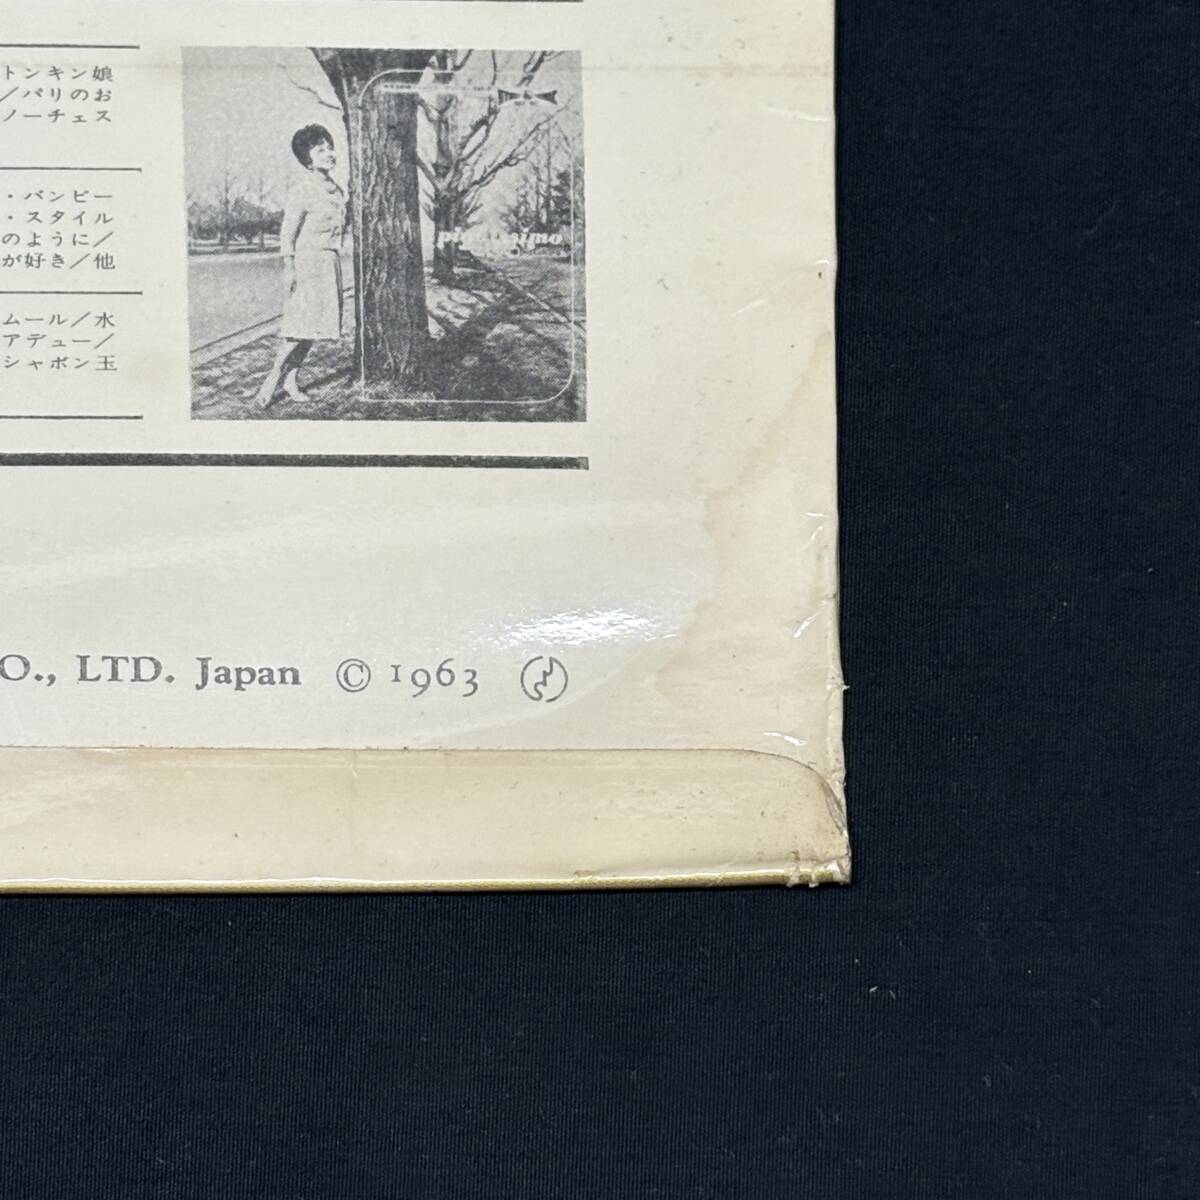 トンキン娘
／パリのお
ノーチェス
・バンビー
・スタイル
のように／
が好き／他
ムール／水
アデュー／
シャボン玉
O., LTD. Japan © 1963